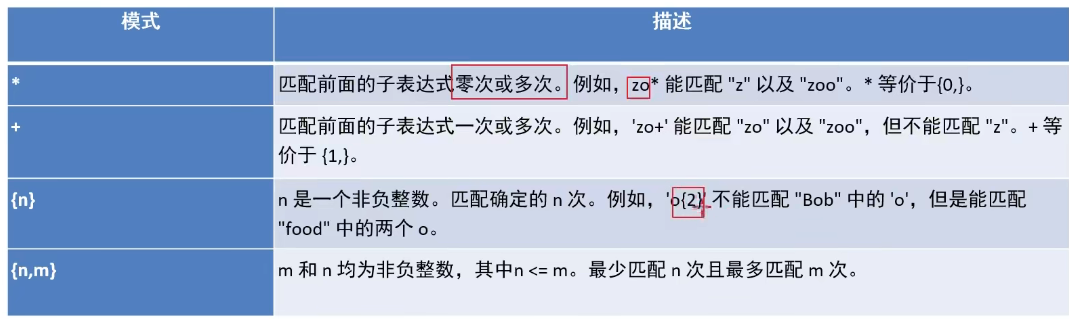 模式 描述
* 匹配前面的子表达式零次或多次。例如，zo* 能匹配 "z" 以及 "zoo"。* 等价于{0,}。
+ 匹配前面的子表达式一次或多次。例如，'zo+' 能匹配 "zo" 以及 "zoo"，但不能匹配 "z"。+ 等
价于 {1,}。
{n} n 是一个非负整数。匹配确定的 n 次。例如，'o{2}' 不能匹配 "Bob" 中的 'o'，但是能匹配
"food" 中的两个 o。
{n,m} m 和 n 均为非负整数，其中n <= m。最少匹配 n 次且最多匹配 m 次。